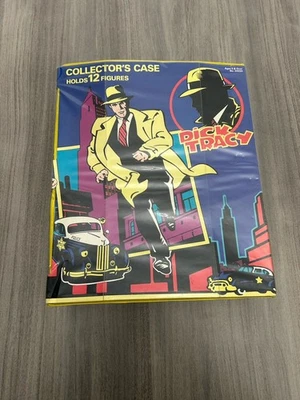 COLLECTOR'S CASE
HOLDS 12 FIGURES
DICK
TRACY